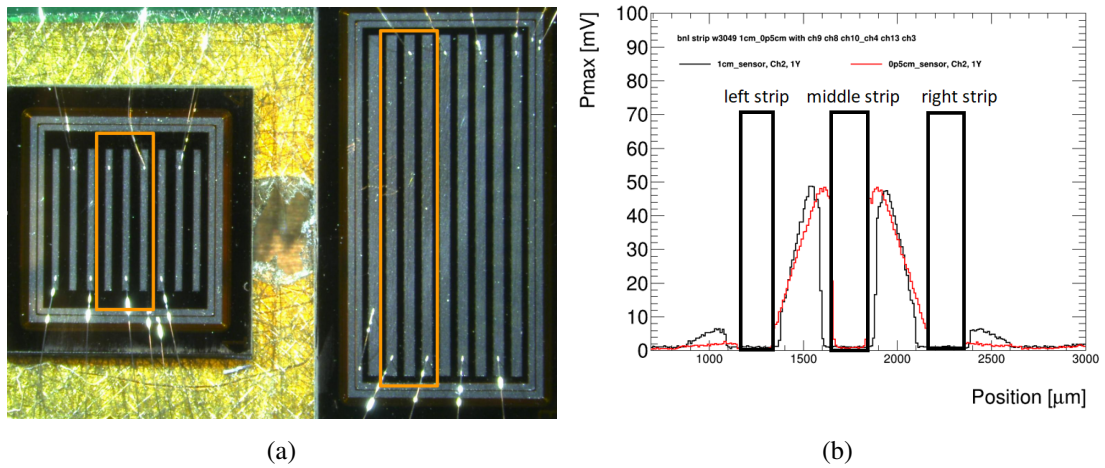 100
90
80
70
60
50
40
30
20
10
0
Pmax [mV]
bnl strip w3049 1cm_0p5cm with ch9 ch8 ch10_ch4 ch13 ch3
1cm_sensor, Ch2, 1Y
0p5cm_sensor, Ch2, 1Y
left strip middle strip right strip
1000 1500 2000 2500 3000
Position [μm]
(a) (b)